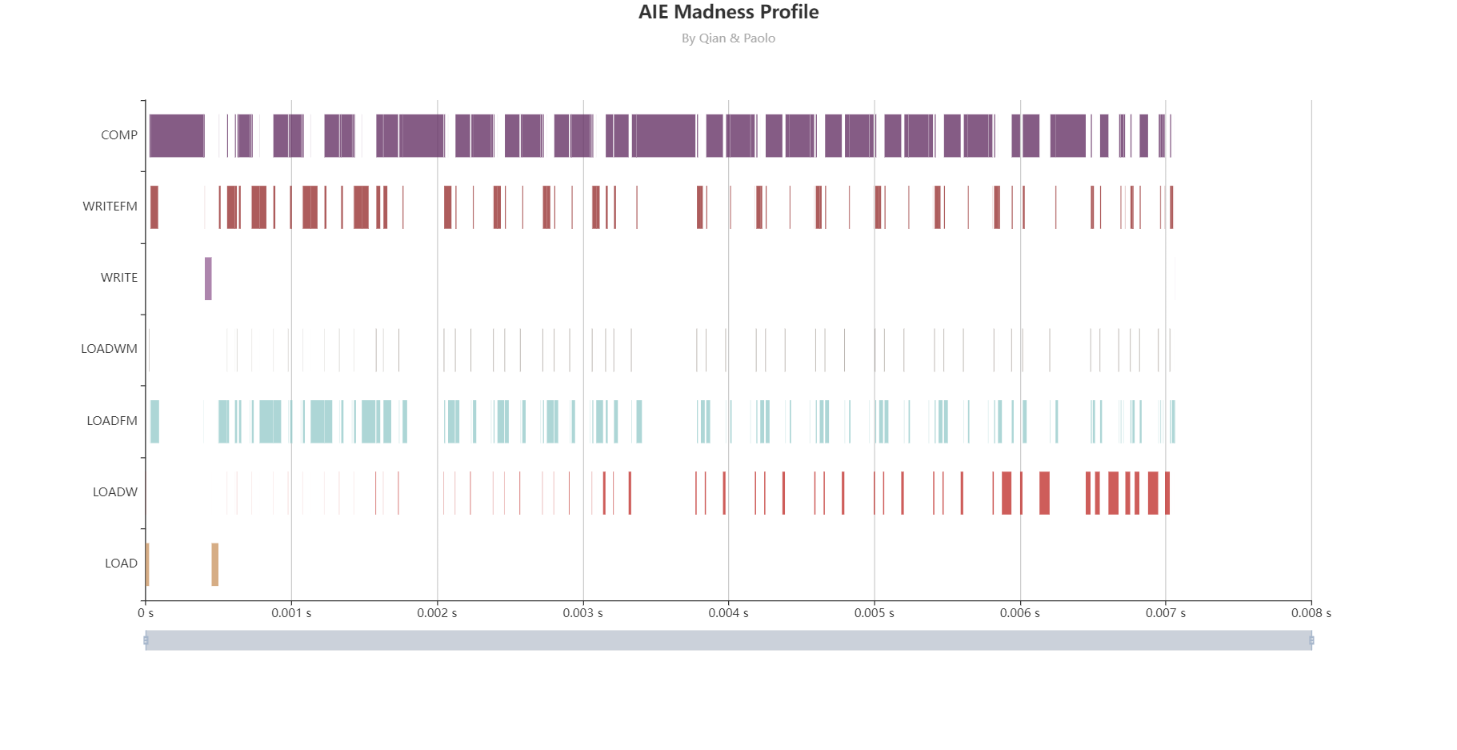 AIE Madness Profile
By Qian & Paolo
COMP
WRITEFM
WRITE
LOADWM
LOADFM
LOADW
LOAD
0 s 0.001 s 0.002 s 0.003 s 0.004 s 0.005 s 0.006 s 0.007 s 0.008 s